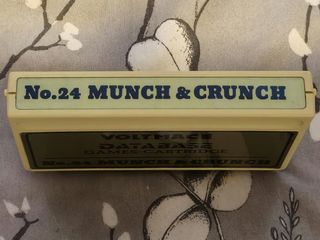 No.24 MUNCH & CRUNCH
VOLTMACE
DATABASE
GAMES-CARTRIDGE
No.24 MUNCH & CRUNCH